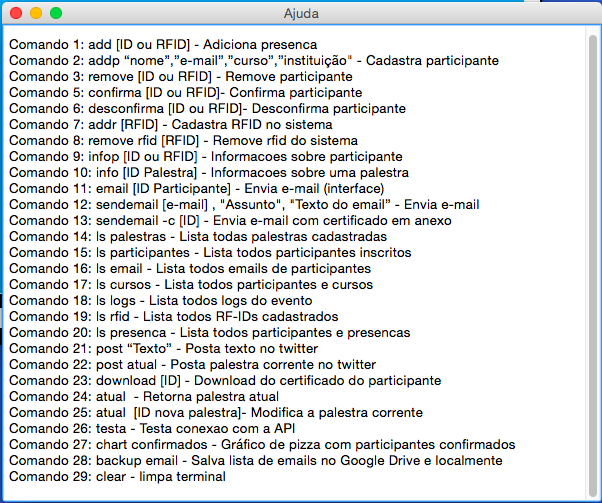 Ajuda
Comando 1: add [ID ou RFID] - Adiciona presenca
Comando 2: addp “nome”,”e-mail”,”curso”,”instituição" - Cadastra participante
Comando 3: remove [ID ou RFID] - Remove participante
Comando 5: confirma [ID ou RFID]- Confirma participante
Comando 6: desconfirma [ID ou RFID]- Desconfirma participante
Comando 7: addr [RFID] - Cadastra RFID no sistema
Comando 8: remove rfid [RFID] - Remove rfid do sistema
Comando 9: infop [ID ou RFID] - Informacoes sobre participante
Comando 10: info [ID Palestra] - Informacoes sobre uma palestra
Comando 11: email [ID Participante] - Envia e-mail (interface)
Comando 12: sendemail [e-mail] , "Assunto", "Texto do email” - Envia e-mail
Comando 13: sendemail -c [ID] - Envia e-mail com certificado em anexo
Comando 14: ls palestras - Lista todas palestras cadastradas
Comando 15: ls participantes - Lista todos participantes inscritos
Comando 16: ls email - Lista todos emails de participantes
Comando 17: ls cursos - Lista todos participantes e cursos
Comando 18: ls logs - Lista todos logs do evento
Comando 19: ls rfid - Lista todos RF-IDs cadastrados
Comando 20: ls presenca - Lista todos participantes e presencas
Comando 21: post “Texto” - Posta texto no twitter
Comando 22: post atual - Posta palestra corrente no twitter
Comando 23: download [ID] - Download do certificado do participante
Comando 24: atual  - Retorna palestra atual
Comando 25: atual  [ID nova palestra]- Modifica a palestra corrente
Comando 26: testa - Testa conexao com a API
Comando 27: chart confirmados - Gráfico de pizza com participantes confirmados
Comando 28: backup email - Salva lista de emails no Google Drive e localmente
Comando 29: clear - limpa terminal